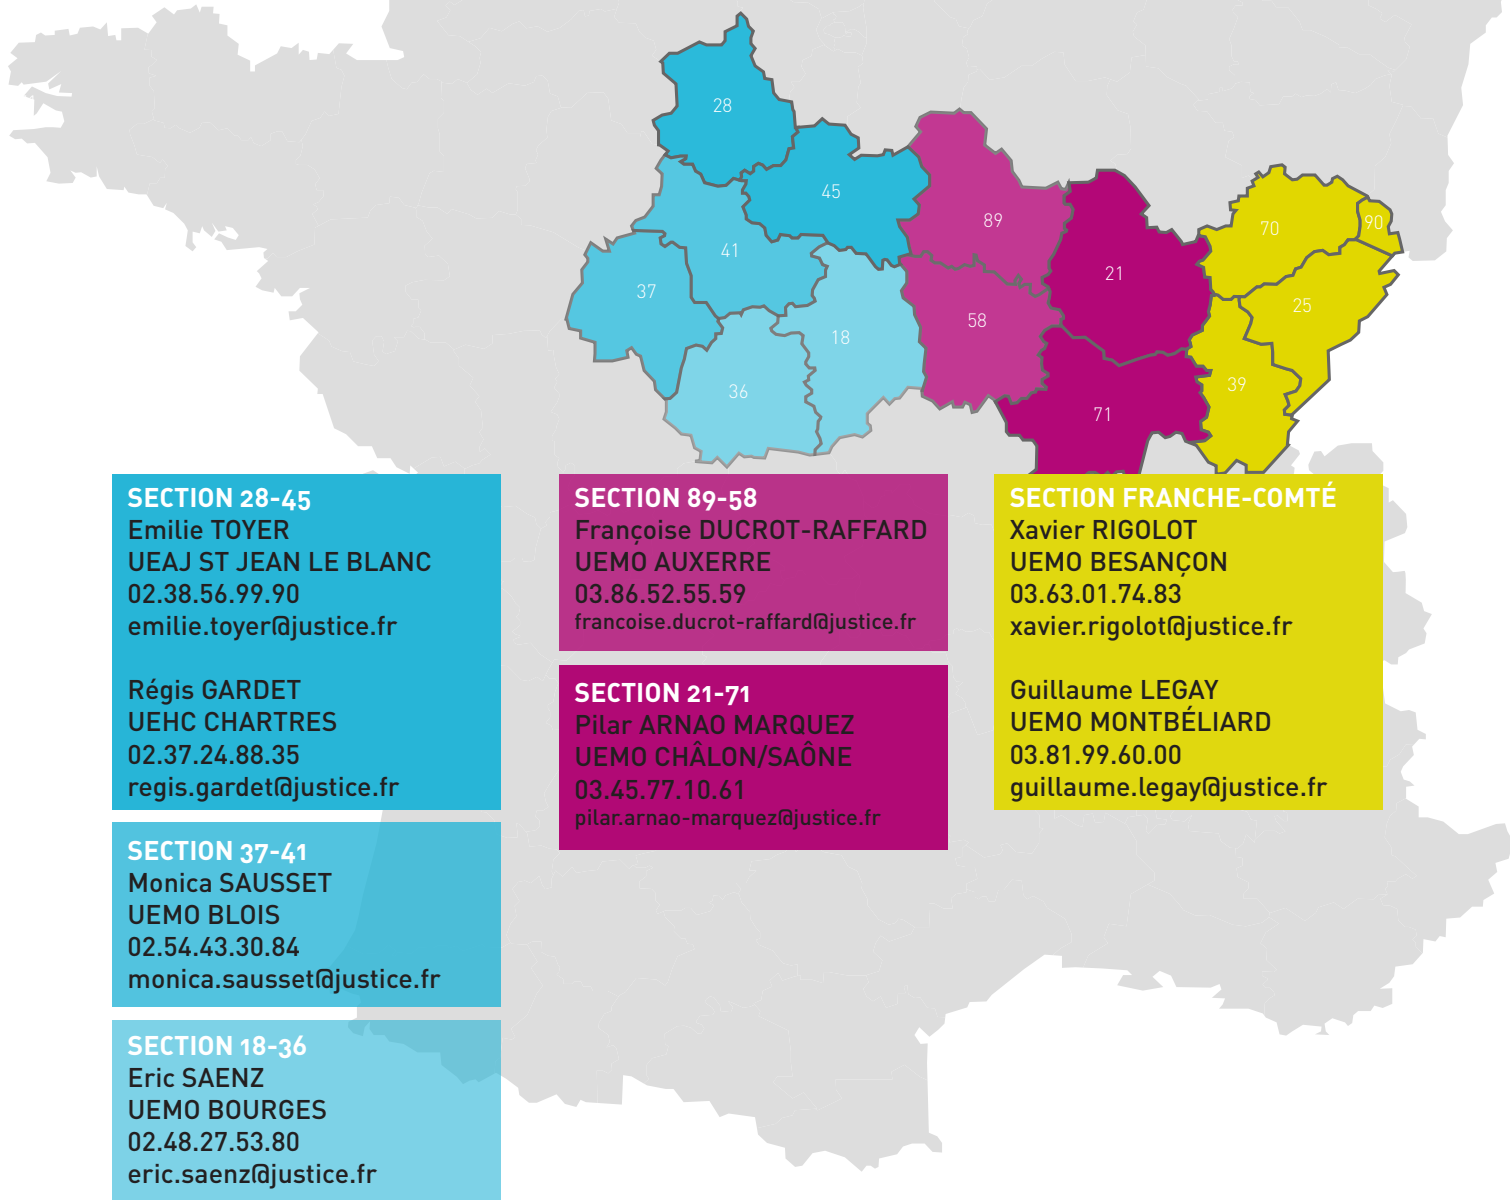 28
45
89
41
37
18
36
58
21
71
70
90
25
39
SECTION 28-45
Emilie TOYER
UEAJ ST JEAN LE BLANC
02.38.56.99.90
emilie.toyer@justice.fr
Régis GARDET
UEHC CHARTRES
02.37.24.88.35
regis.gardet@justice.fr
SECTION 37-41
Monica SAUSSET
UEMO BLOIS
02.54.43.30.84
monica.sausset@justice.fr
SECTION 18-36
Eric SAENZ
UEMO BOURGES
02.48.27.53.80
eric.saenz@justice.fr
SECTION 89-58
Françoise DUCROT-RAFFARD
UEMO AUXERRE
03.86.52.55.59
francoise.ducrot-raffard@justice.fr
SECTION 21-71
Pilar ARNAO MARQUEZ
UEMO CHÂLON/SAÔNE
03.45.77.10.61
pilar.arnao-marquez@justice.fr
SECTION FRANCHE-COMTÉ
Xavier RIGOLOT
UEMO BESANÇON
03.63.01.74.83
xavier.rigolot@justice.fr
Guillaume LEGAY
UEMO MONTBÉLIARD
03.81.99.60.00
guillaume.legay@justice.fr